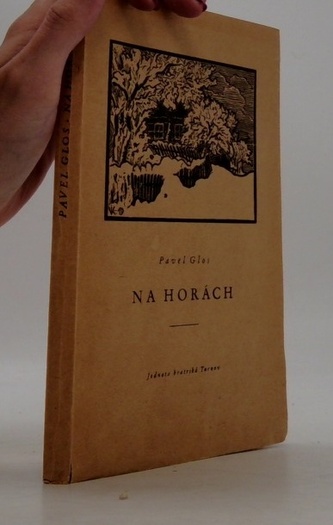 Pavel Glos
NA HORÁCH
Jednota bratrská Turnov
PAVEL GLOS